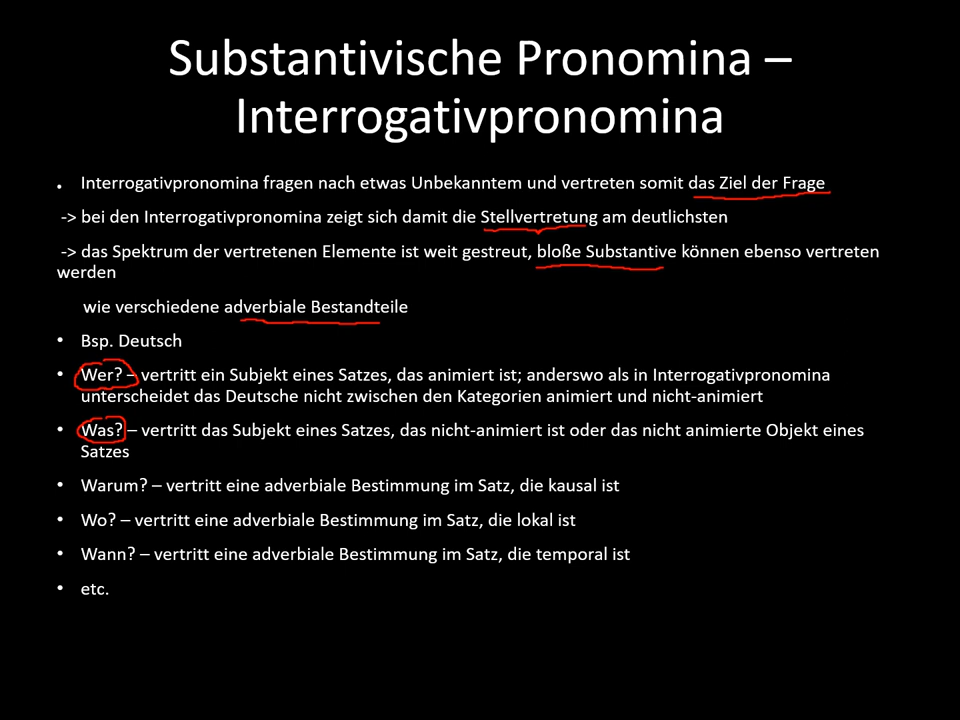 Substantivische Pronomina –
Interrogativpronomina
• Interrogativpronomina fragen nach etwas Unbekanntem und vertreten somit das Ziel der Frage
-> bei den Interrogativpronomina zeigt sich damit die Stellvertretung am deutlichsten
-> das Spektrum der vertretenen Elemente ist weit gestreut, bloße Substantive können ebenso vertreten
werden
wie verschiedene adverbiale Bestandteile
• Bsp. Deutsch
• Wer? – vertritt ein Subjekt eines Satzes, das animiert ist; anderswo als in Interrogativpronomina
unterscheidet das Deutsche nicht zwischen den Kategorien animiert und nicht-animiert
• Was? – vertritt das Subjekt eines Satzes, das nicht-animiert ist oder das nicht animierte Objekt eines
Satzes
• Warum? – vertritt eine adverbiale Bestimmung im Satz, die kausal ist
• Wo? – vertritt eine adverbiale Bestimmung im Satz, die lokal ist
• Wann? – vertritt eine adverbiale Bestimmung im Satz, die temporal ist
• etc.